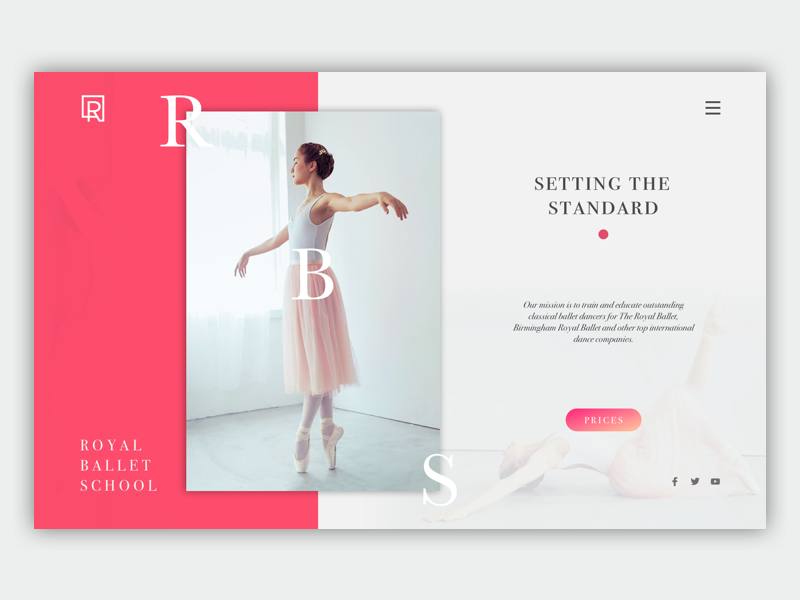 R
R
B
S
ROYAL
BALLET
SCHOOL
SETTING THE
STANDARD
Our mission is to train and educate outstanding
classical ballet dancers for The Royal Ballet,
Birmingham Royal Ballet and other top international
dance companies.
PRICES